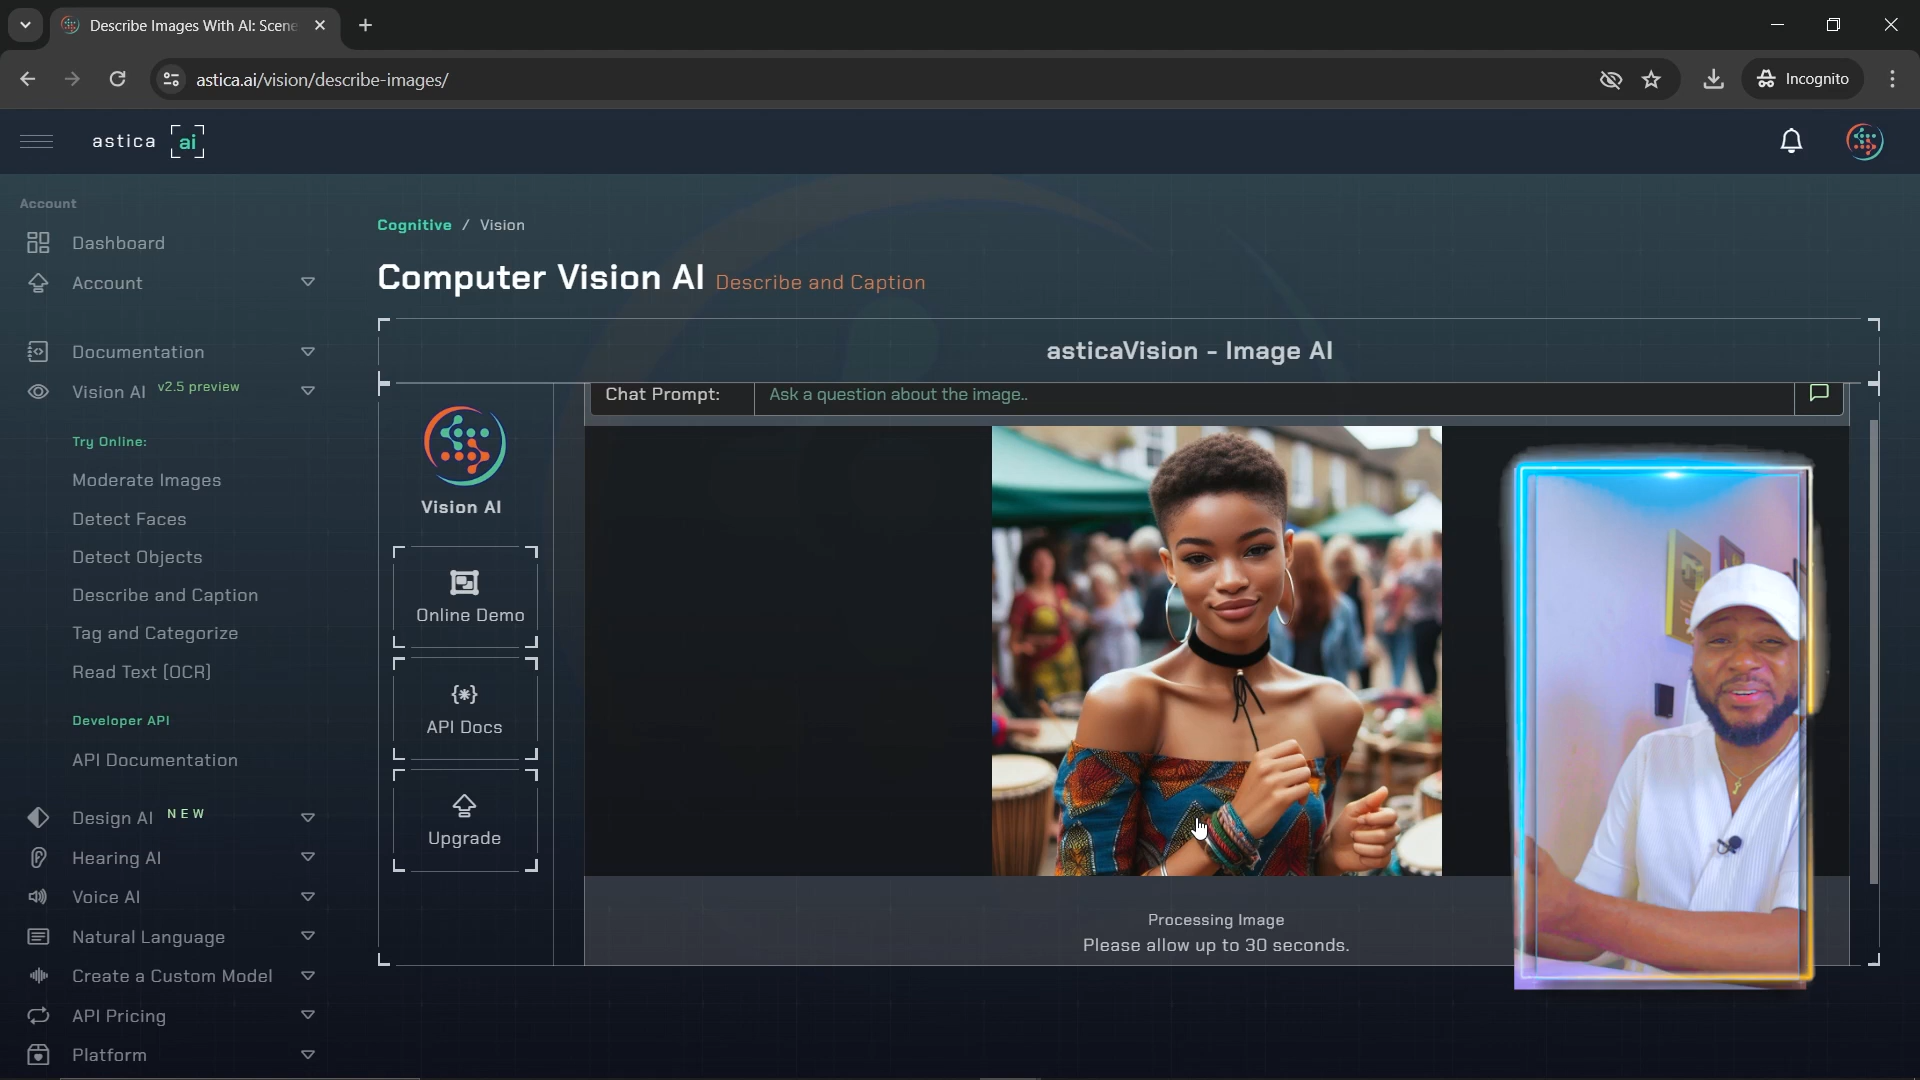 Describe Images With AI: Scene
astica.ai/vision/describe-images/
Incognito
astica ai
Account
Dashboard
Account
Documentation
Vision AI v2.5 preview
Try Online:
Moderate Images
Detect Faces
Detect Objects
Describe and Caption
Tag and Categorize
Read Text [OCR]
Developer API
API Documentation
Design AI NEW
Hearing AI
Voice AI
Natural Language
Create a Custom Model
API Pricing
Platform
Cognitive / Vision
Computer Vision AI Describe and Caption
asticaVision - Image AI
Vision AI
Online Demo
API Docs
Upgrade
Chat Prompt: Ask a question about the image..
Processing Image
Please allow up to 30 seconds.